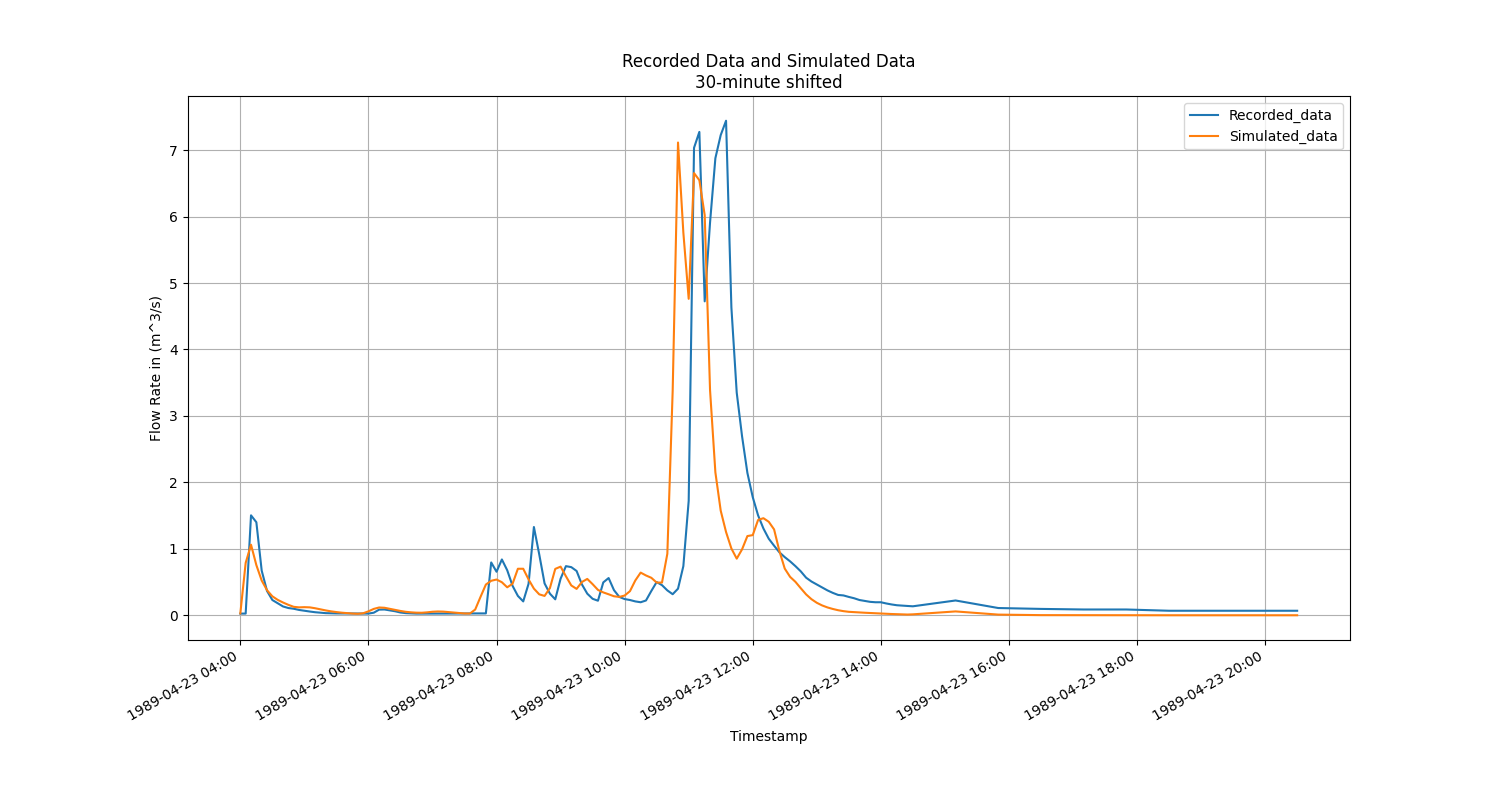 Recorded Data and Simulated Data
30-minute shifted
Recorded_data
Simulated_data
Flow Rate in (m^3/s)
7
6
5
4
3
2
1
0
1989-04-23 04:00
1989-04-23 06:00
1989-04-23 08:00
1989-04-23 10:00
1989-04-23 12:00
1989-04-23 14:00
1989-04-23 16:00
1989-04-23 18:00
1989-04-23 20:00
Timestamp